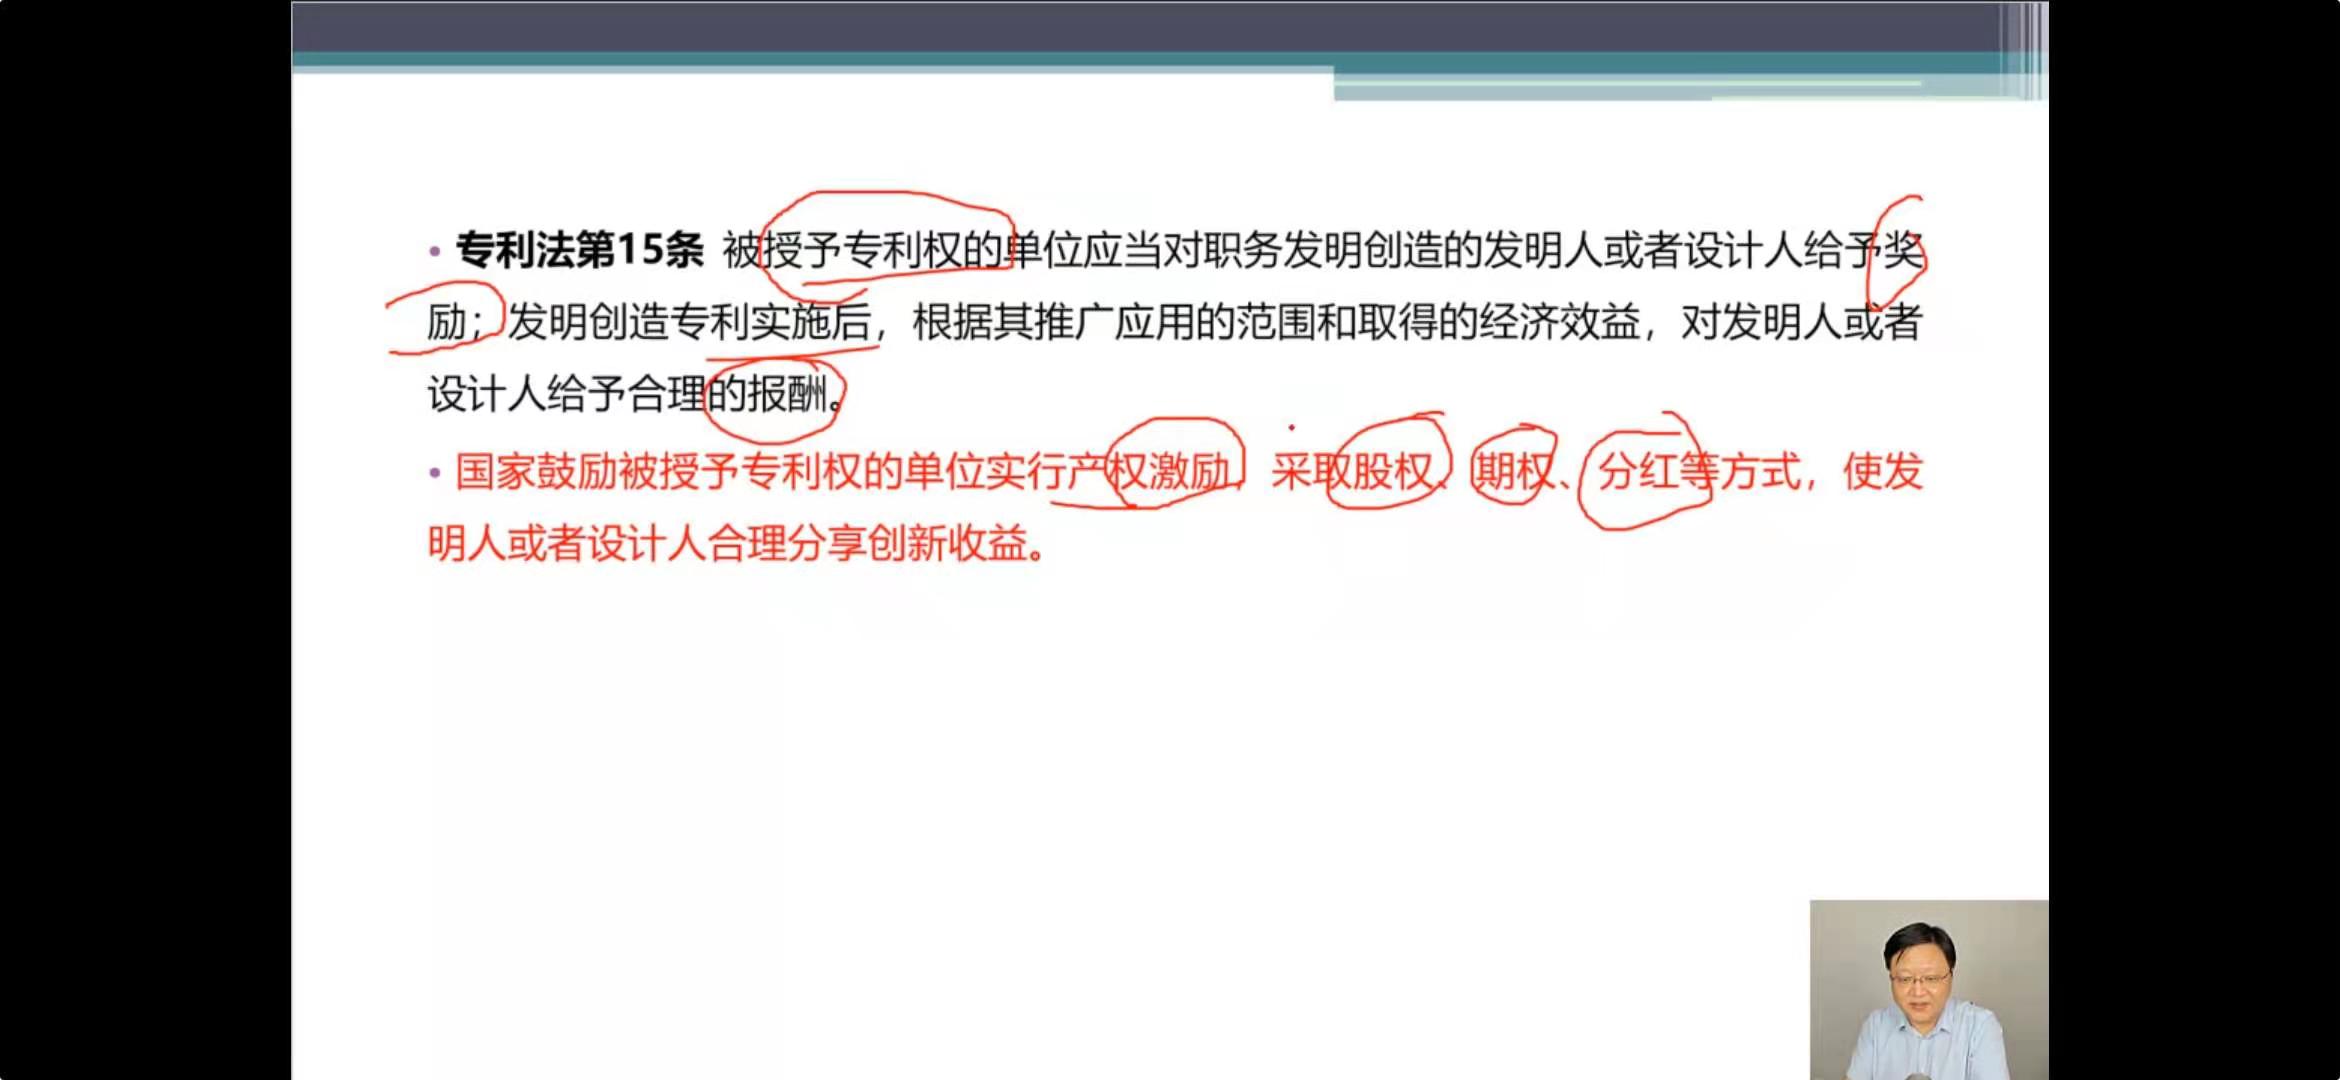 • 专利法第15条 被授予专利权的单位应当对职务发明创造的发明人或者设计人给予奖
励；发明创造专利实施后，根据其推广应用的范围和取得的经济效益，对发明人或者
设计人给予合理的报酬。
• 国家鼓励被授予专利权的单位实行产权激励，采取股权、期权、分红等方式，使发
明人或者设计人合理分享创新收益。